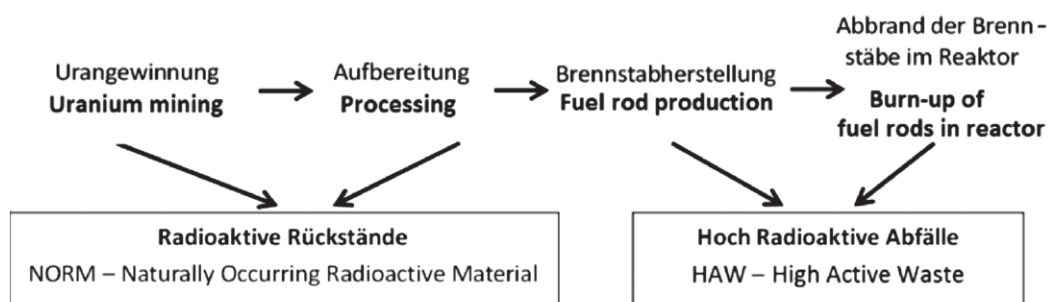 Urangewinnung
Uranium mining
Aufbereitung
Processing
Brennstabherstellung
Fuel rod production
Abbrand der Brenn-
stäbe im Reaktor
Burn-up of
fuel rods in reactor
Radioaktive Rückstände
NORM – Naturally Occurring Radioactive Material
Hoch Radioaktive Abfälle
HAW – High Active Waste